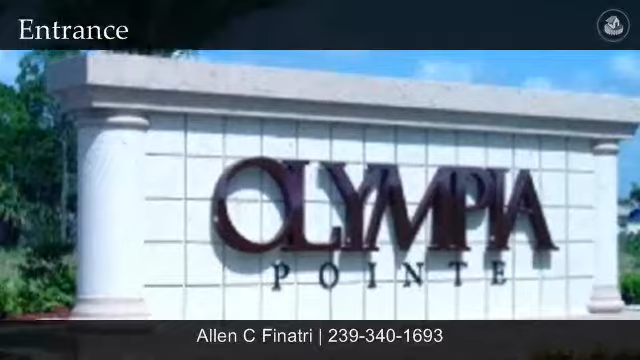 Entrance
OLYMPIA
POINTE
Allen C Finatri | 239-340-1693